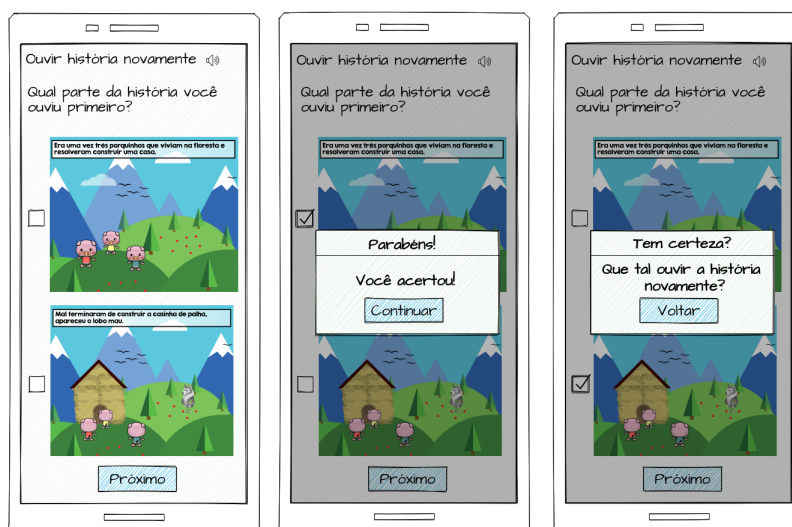 Ouvir história novamente
Qual parte da história você
ouviu primeiro?
Era uma vez três porquinhos que viviam na floresta e
resolveram construir uma casa.
Mal terminaram de construir a casinha de palha,
apareceu o lobo mau.
Próximo
Ouvir história novamente
Qual parte da história você
ouviu primeiro?
Era uma vez três porquinhos que viviam na floresta e
resolveram construir uma casa.
Parabéns!
Você acertou!
Continuar
Próximo
Ouvir história novamente
Qual parte da história você
ouviu primeiro?
Era uma vez três porquinhos que viviam na floresta e
resolveram construir uma casa.
Tem certeza?
Que tal ouvir a história
novamente?
Voltar
Próximo